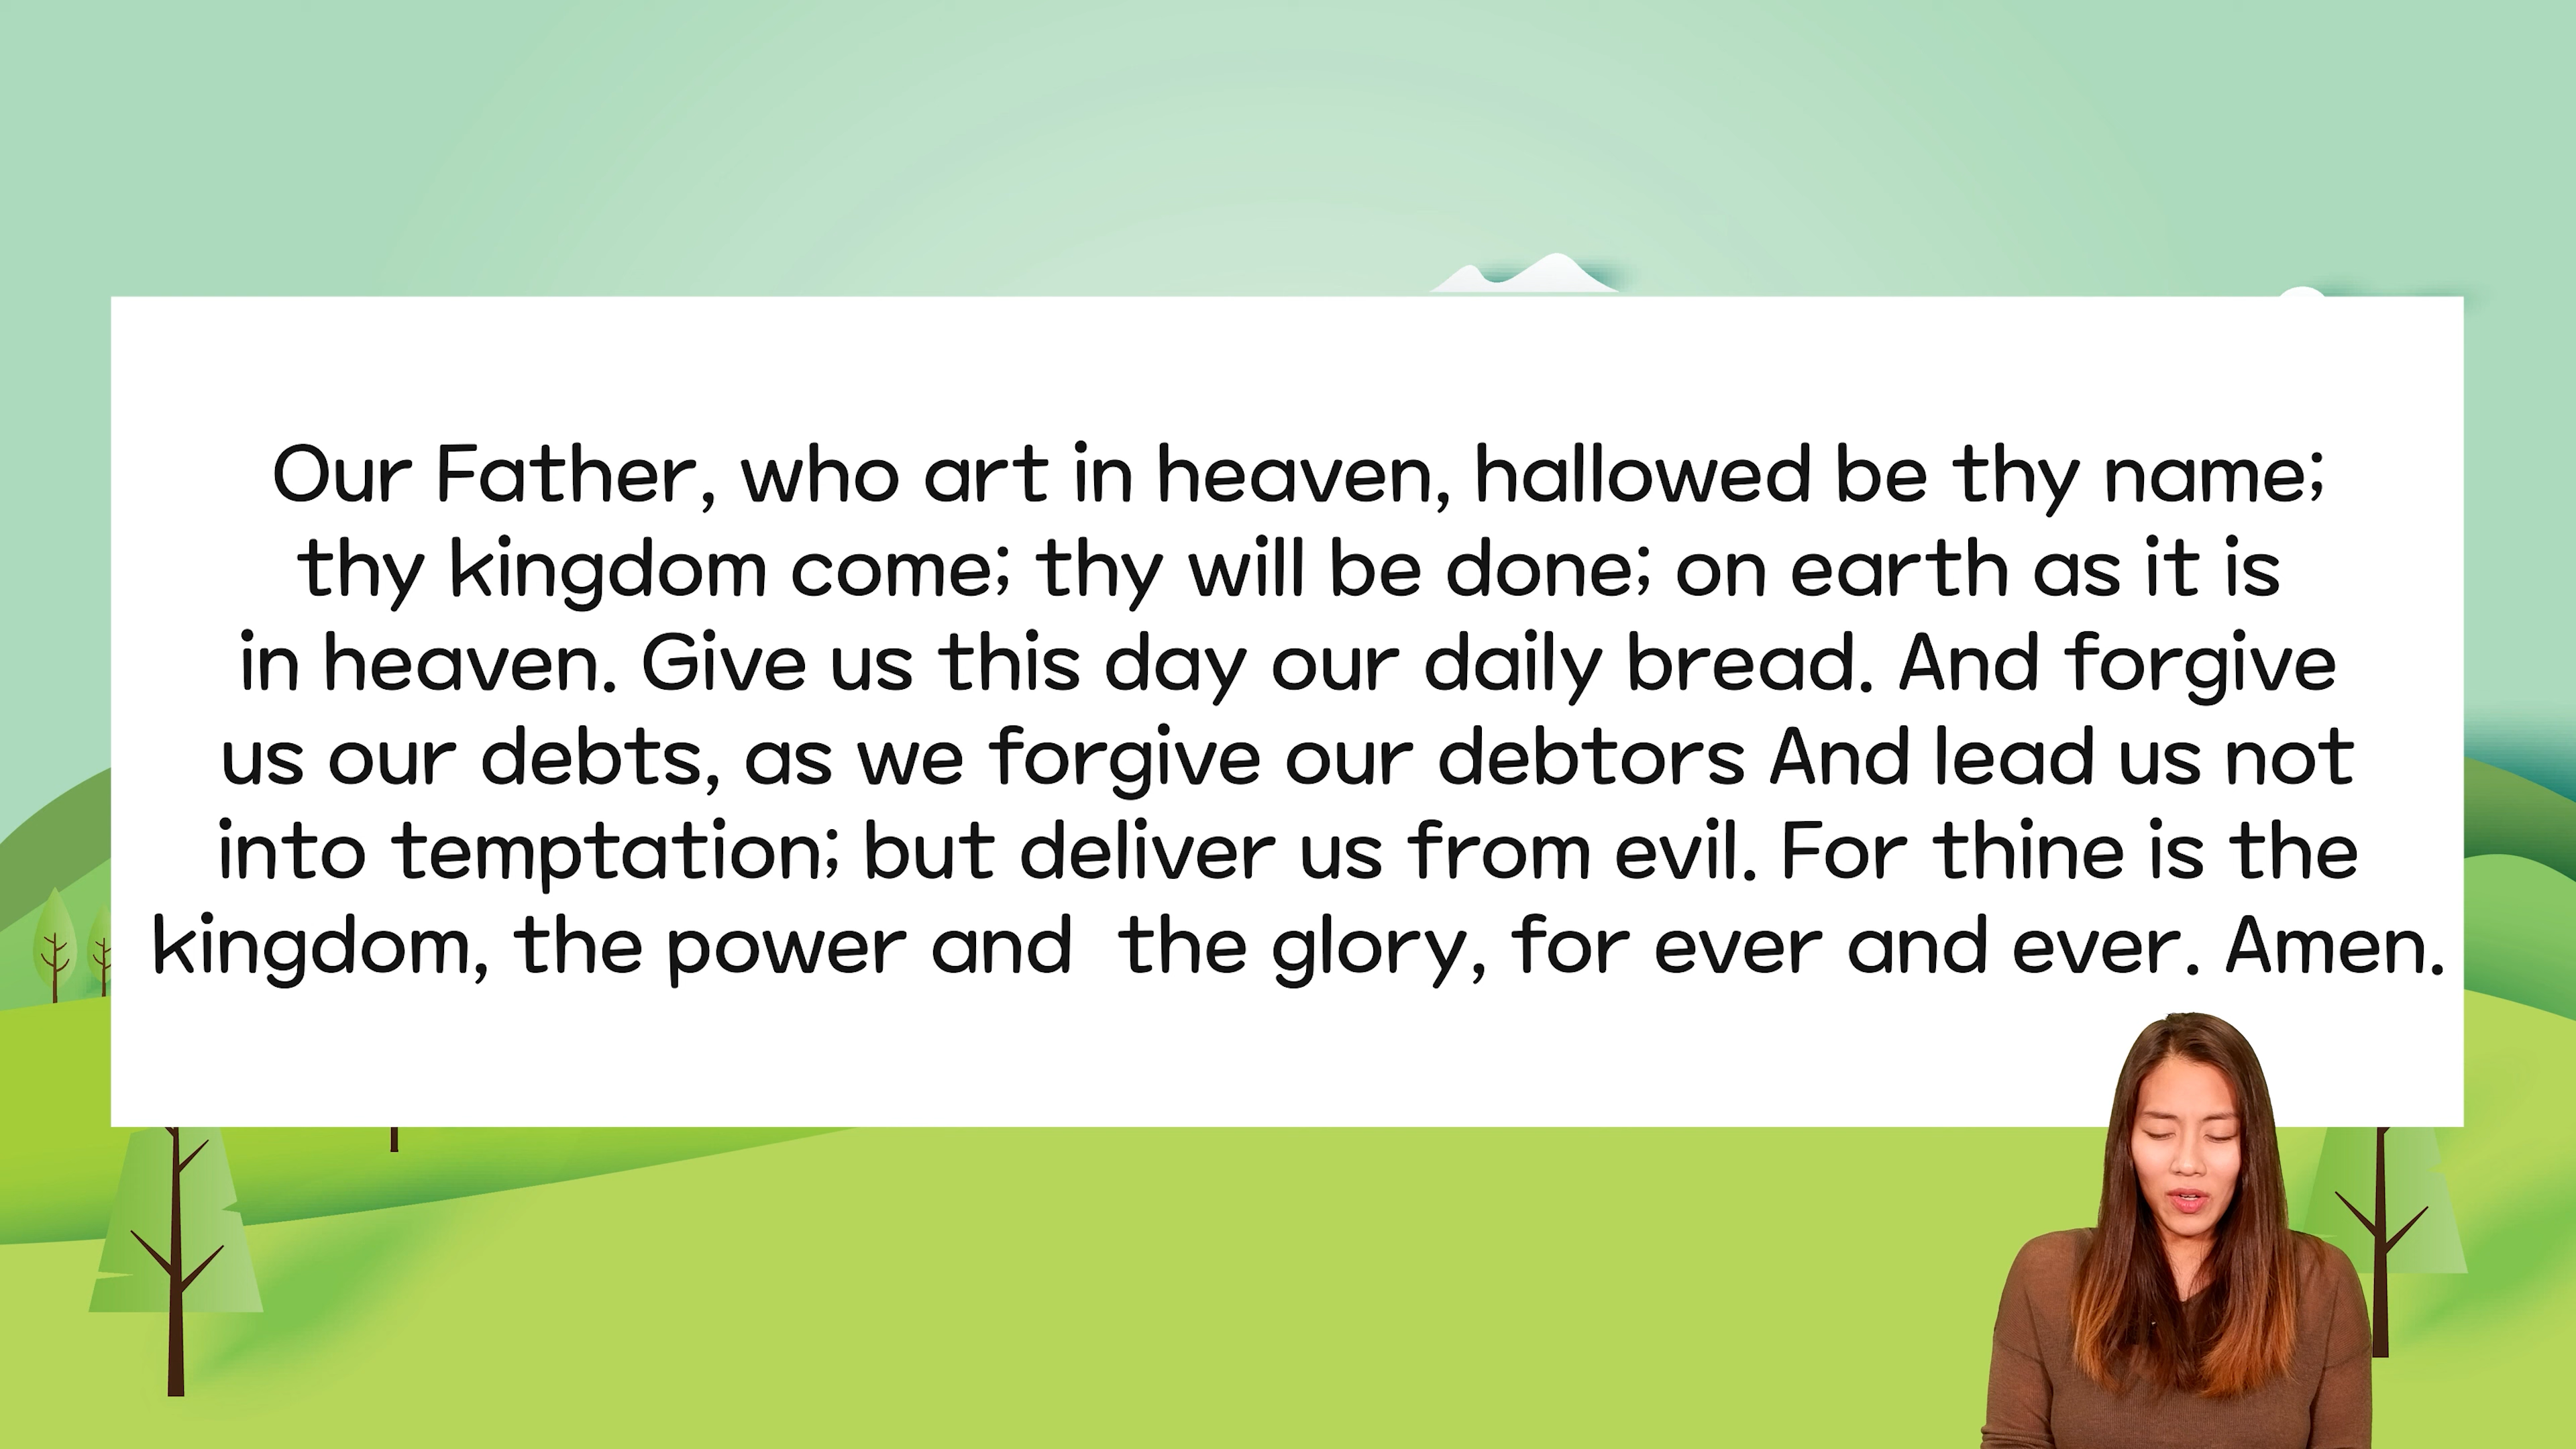 Our Father, who art in heaven, hallowed be thy name;
thy kingdom come; thy will be done; on earth as it is
in heaven. Give us this day our daily bread. And forgive
us our debts, as we forgive our debtors And lead us not
into temptation; but deliver us from evil. For thine is the
kingdom, the power and  the glory, for ever and ever. Amen.